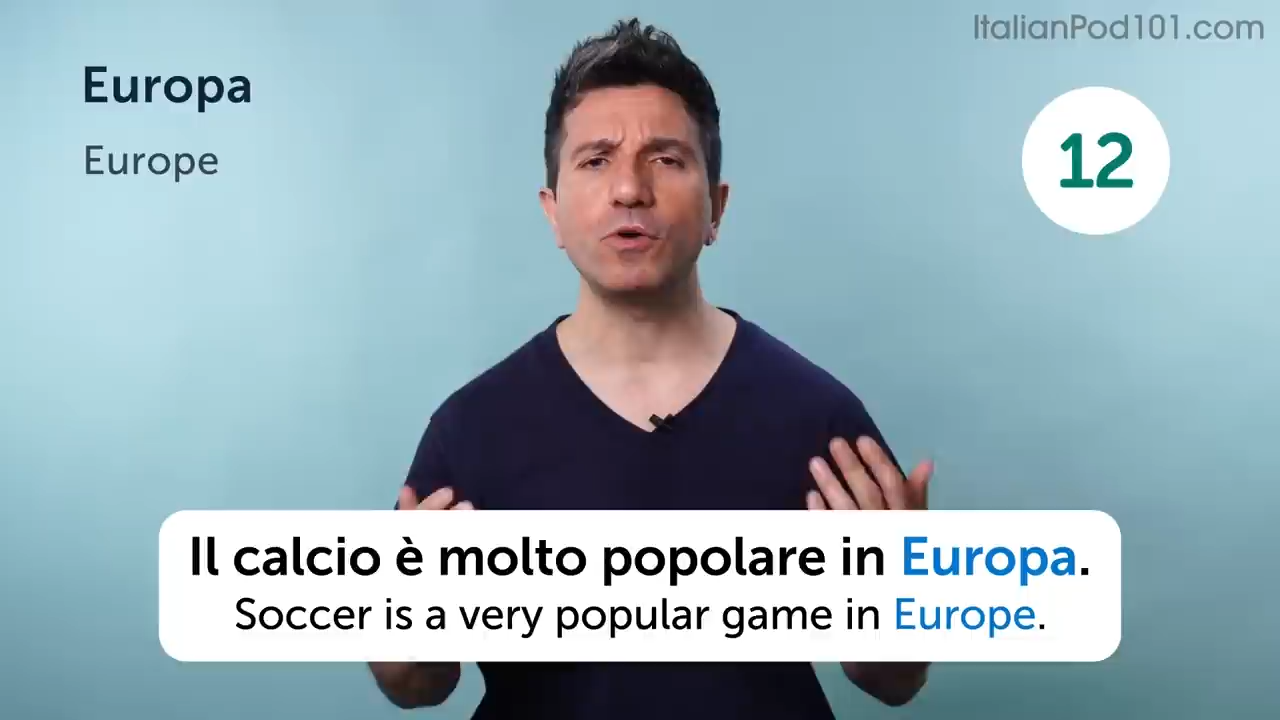 ItalianPod101.com
Europa
Europe
12
Il calcio è molto popolare in Europa.
Soccer is a very popular game in Europe.